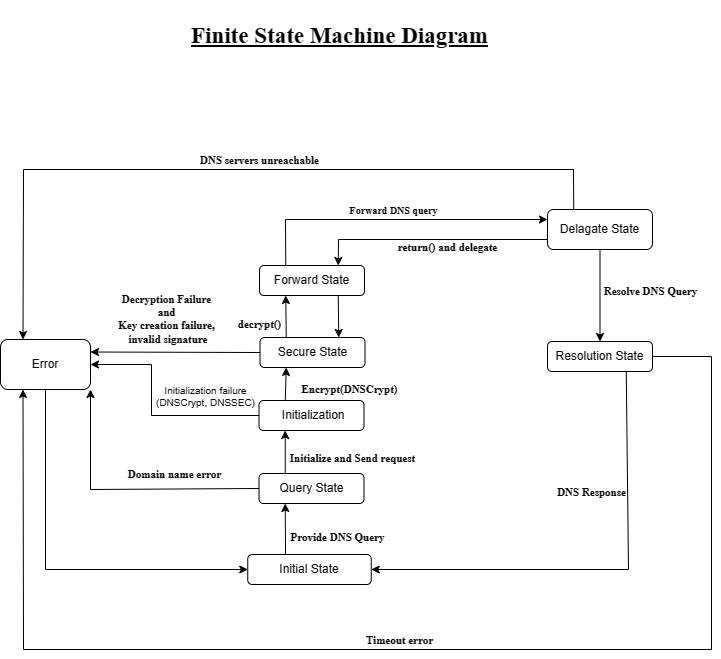 Finite State Machine Diagram
DNS servers unreachable
Forward DNS query
Delagate State
return() and delegate
Forward State
Resolve DNS Query
Decryption Failure
and
Key creation failure,
invalid signature
decrypt()
Secure State
Resolution State
Error
Initialization failure
(DNSCrypt, DNSSEC)
Encrypt(DNSCrypt)
Initialization
Initialize and Send request
Domain name error
Query State
DNS Response
Provide DNS Query
Initial State
Timeout error